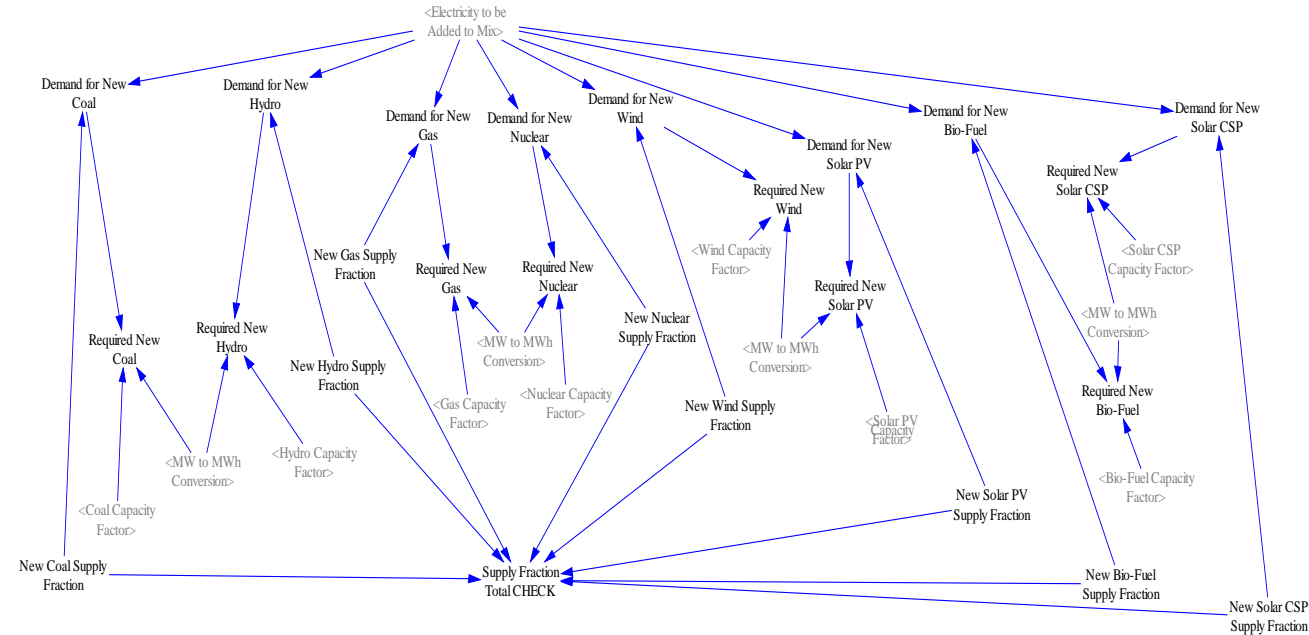 <Electricity to be
Added to Mix>
Demand for New
Coal
Demand for New
Hydro
Demand for New
Gas
Demand for New
Nuclear
Demand for New
Wind
Demand for New
Solar PV
Demand for New
Bio-Fuel
Demand for New
Solar CSP
Required New
Solar CSP
Required New
Wind
<Wind Capacity
Factor>
<Solar CSP
Capacity Factor>
New Gas Supply
Fraction
Required New
Gas
Required New
Nuclear
Required New
Solar PV
New Nuclear
Supply Fraction
<MW to MWh
Conversion>
Required New
Coal
Required New
Hydro
<MW to MWh
Conversion>
<MW to MWh
Conversion>
New Hydro Supply
Fraction
<Gas Capacity
Factor>
<Nuclear Capacity
Factor>
New Wind Supply
Fraction
Required New
Bio-Fuel
<Solar PV
Capacity
Factor>
<Hydro Capacity
Factor>
<MW to MWh
Conversion>
<Bio-Fuel Capacity
Factor>
<Coal Capacity
Factor>
New Solar PV
Supply Fraction
New Coal Supply
Fraction
Supply Fraction
Total CHECK
New Bio-Fuel
Supply Fraction
New Solar CSP
Supply Fraction